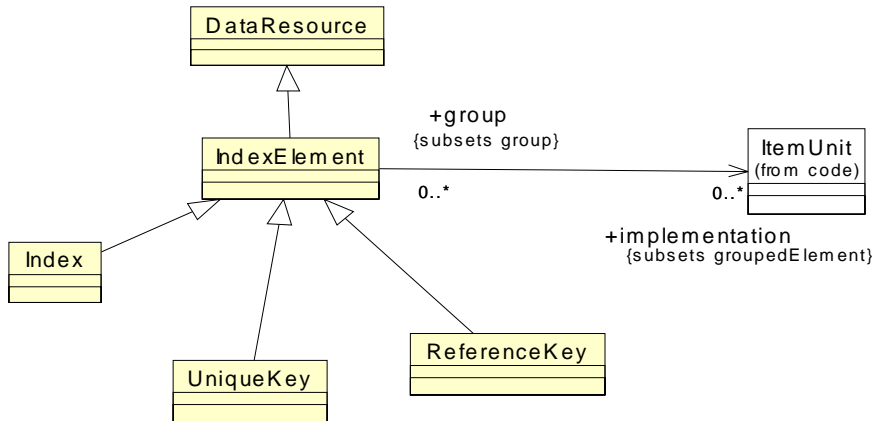 DataResource
+group
{subsets group}
IndexElement
ItemUnit
(from code)
0..*
0..*
+implementation
{subsets groupedElement}
Index
ReferenceKey
UniqueKey